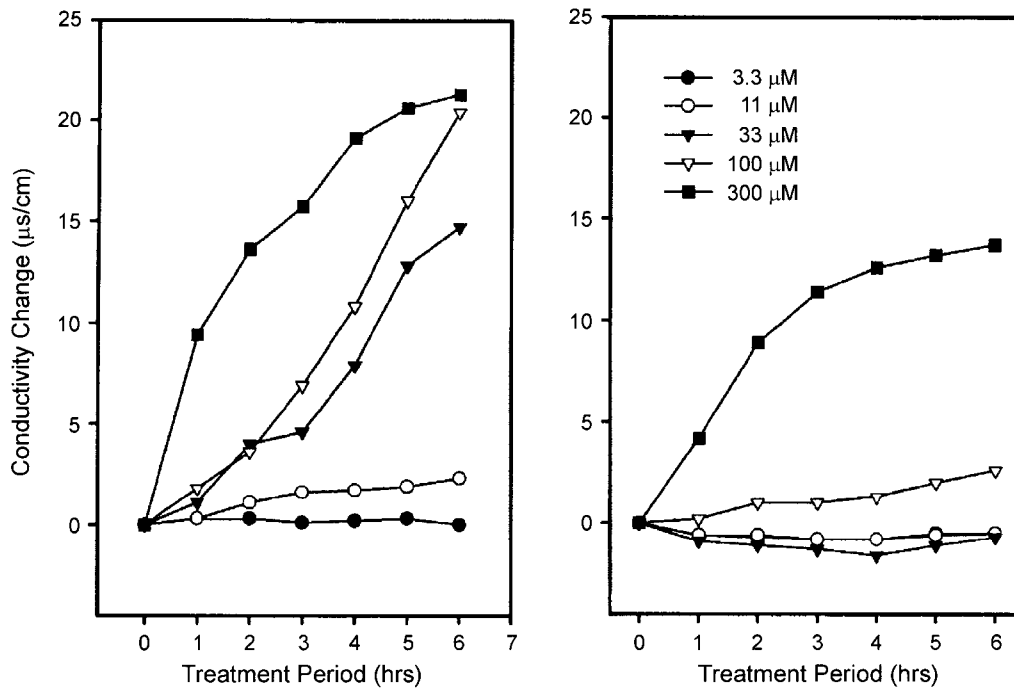 Conductivity Change (μs/cm)
25
20
15
10
5
0
0 1 2 3 4 5 6 7
Treatment Period (hrs)
25
20
15
10
5
0
3.3 μM
11 μM
33 μM
100 μM
300 μM
0 1 2 3 4 5 6
Treatment Period (hrs)